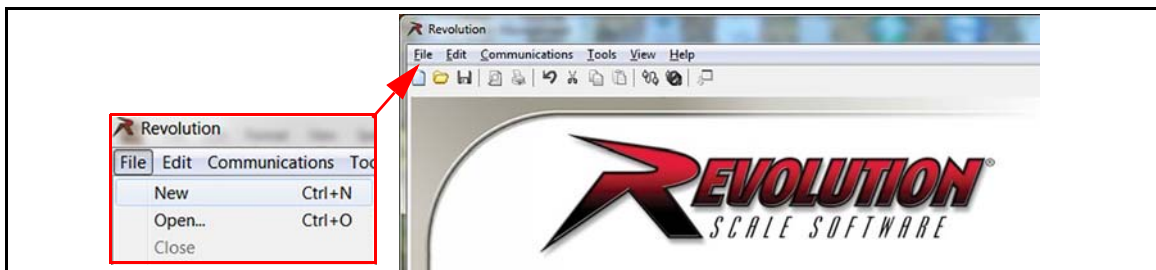 Revolution
File Edit Communications Tools View Help
Revolution
File Edit Communications Too
New Ctrl+N
Open... Ctrl+O
Close
REVOLUTION®
SCALE SOFTWARE